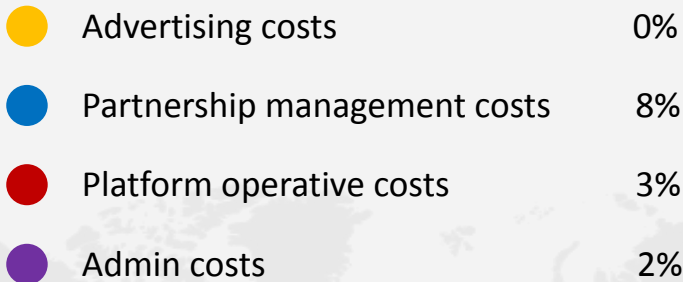 Advertising costs 0%
Partnership management costs 8%
Platform operative costs 3%
Admin costs 2%